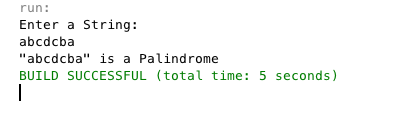 run:
Enter a String:
abcdcba
"abcdcba" is a Palindrome
BUILD SUCCESSFUL (total time: 5 seconds)